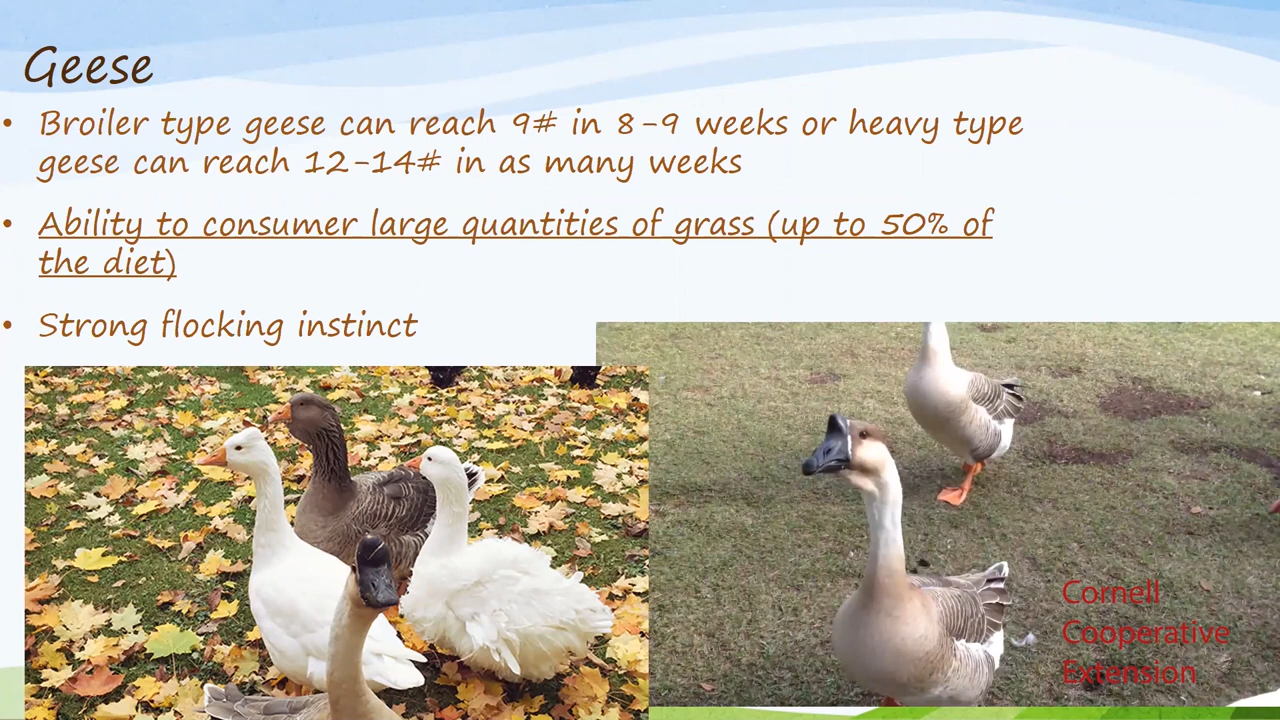 Geese
• Broiler type geese can reach 9# in 8-9 weeks or heavy type
geese can reach 12-14# in as many weeks
• Ability to consumer large quantities of grass (up to 50% of
the diet)
• Strong flocking instinct
Cornell
Cooperative
Extension